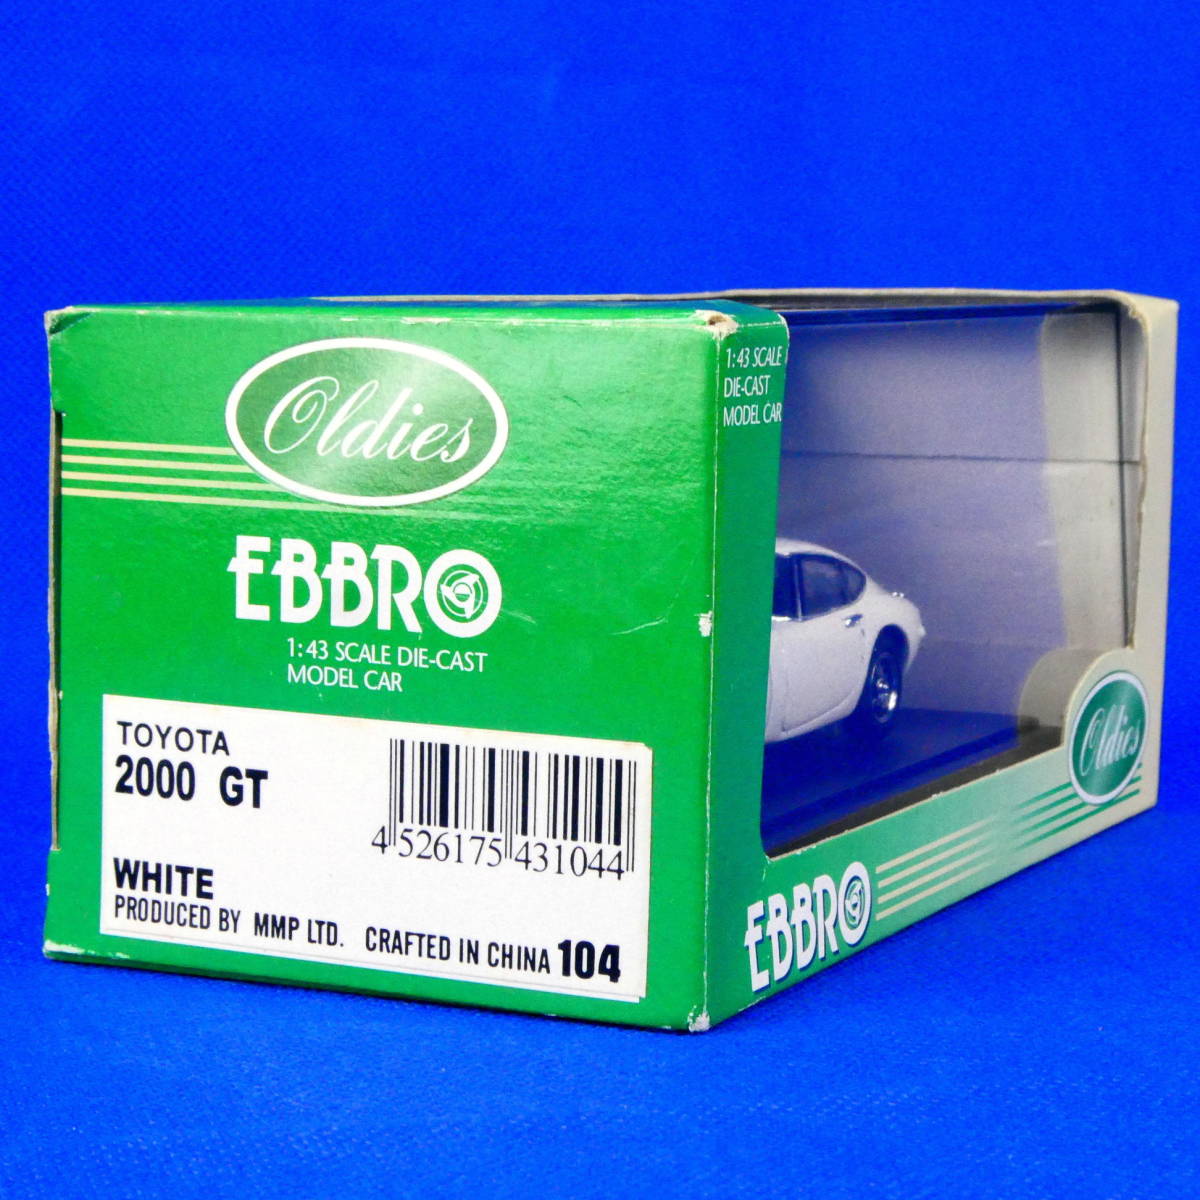 Oldies
EBBRO
1:43 SCALE DIE-CAST
MODEL CAR
TOYOTA
2000 GT
4 526175 431044
WHITE
PRODUCED BY MMP LTD. CRAFTED IN CHINA 104
1:43 SCALE
DIE-CAST
MODEL CAR
Oldies
EBBRO